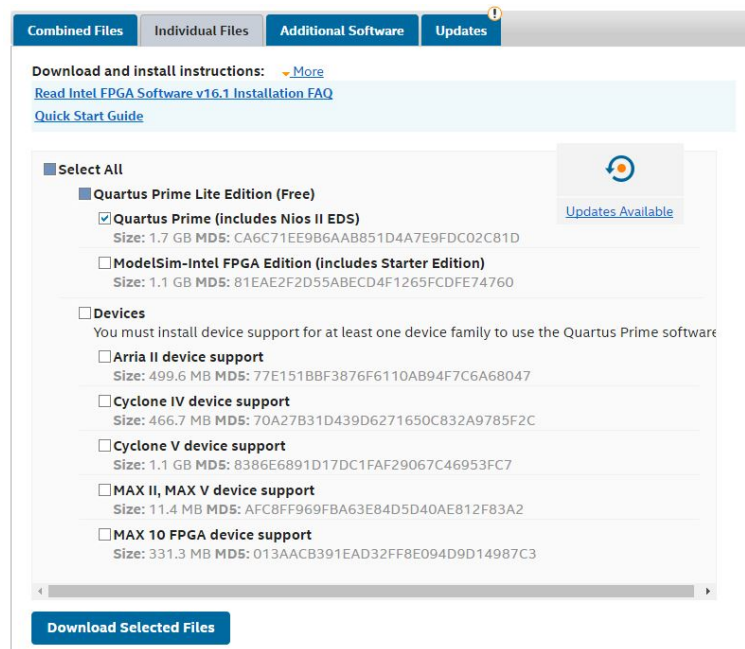 Combined Files Individual Files Additional Software Updates !
Download and install instructions: More
Read Intel FPGA Software v16.1 Installation FAQ
Quick Start Guide
Select All
Quartus Prime Lite Edition (Free)
Updates Available
Quartus Prime (includes Nios II EDS)
Size: 1.7 GB MD5: CA6C71EE9B6AAB851D4A7E9FDC02C81D
ModelSim-Intel FPGA Edition (includes Starter Edition)
Size: 1.1 GB MD5: 81EAE2F2D55ABECD4F1265FCDFE74760
Devices
You must install device support for at least one device family to use the Quartus Prime software
Arria II device support
Size: 499.6 MB MD5: 77E151BBF3876F6110AB94F7C6A68047
Cyclone IV device support
Size: 466.7 MB MD5: 70A27B31D439D6271650C832A9785F2C
Cyclone V device support
Size: 1.1 GB MD5: 8386E6891D17DC1FAF29067C46953FC7
MAX II, MAX V device support
Size: 11.4 MB MD5: AFC8FF969FBA63E84D5D40AE812F83A2
MAX 10 FPGA device support
Size: 331.3 MB MD5: 013AACB391EAD32FF8E094D9D14987C3
Download Selected Files